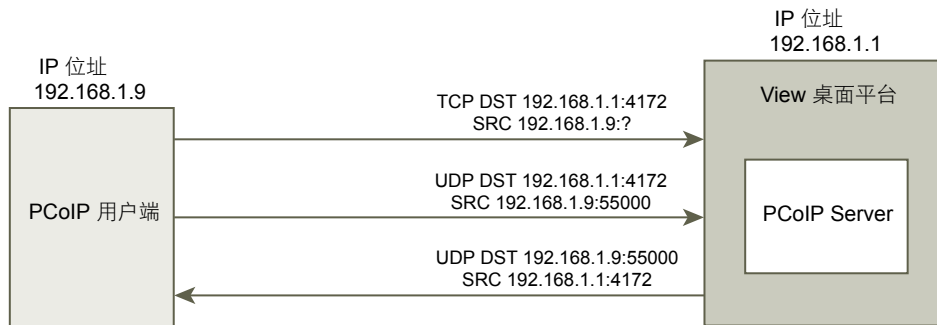 IP 位址
192.168.1.1
IP 位址
192.168.1.9
View 桌面平台
TCP DST 192.168.1.1:4172
SRC 192.168.1.9:?
UDP DST 192.168.1.1:4172
SRC 192.168.1.9:55000
PCoIP 用户端
PCoIP Server
UDP DST 192.168.1.9:55000
SRC 192.168.1.1:4172